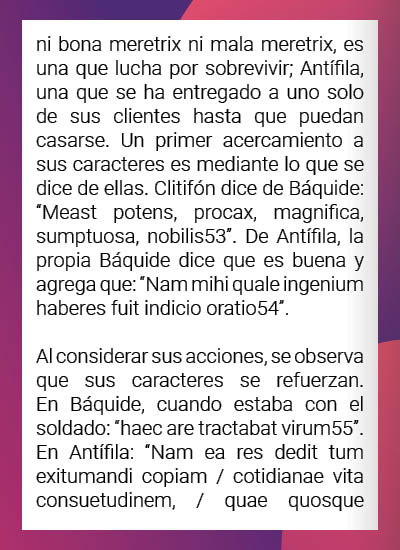 ni bona meretrix ni mala meretrix, es
una que lucha por sobrevivir; Antífila,
una que se ha entregado a uno solo
de sus clientes hasta que puedan
casarse. Un primer acercamiento a
sus caracteres es mediante lo que se
dice de ellas. Clitifón dice de Báquide:
“Meast potens, procax, magnifica,
sumptuosa, nobilis53”. De Antífila, la
propia Báquide dice que es buena y
agrega que: “Nam mihi quale ingenium
haberes fuit indicio oratio54”.

Al considerar sus acciones, se observa
que sus caracteres se refuerzan.
En Báquide, cuando estaba con el
soldado: “haec are tractabat virum55”.
En Antífila: “Nam ea res dedit tum
exitumandi copiam / cotidianae vita
consuetudinem, / quae quosque